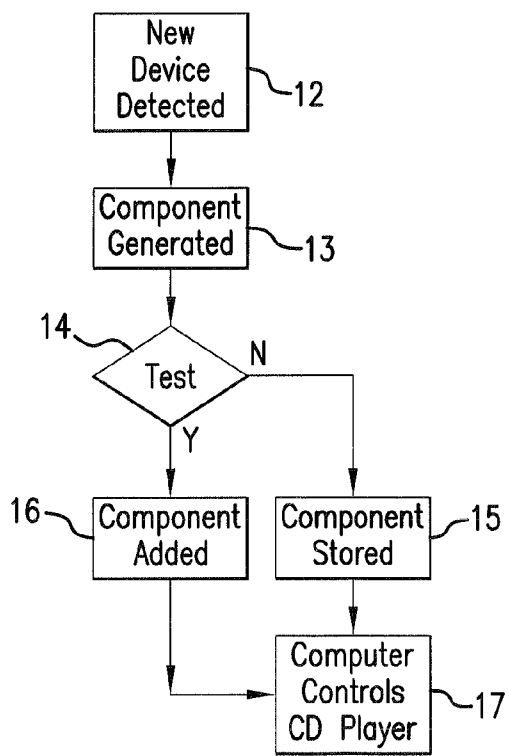 New
Device
Detected
12
Component
Generated
13
14
Test
N
Y
16
Component
Added
Component
Stored
15
Computer
Controls
CD Player
17